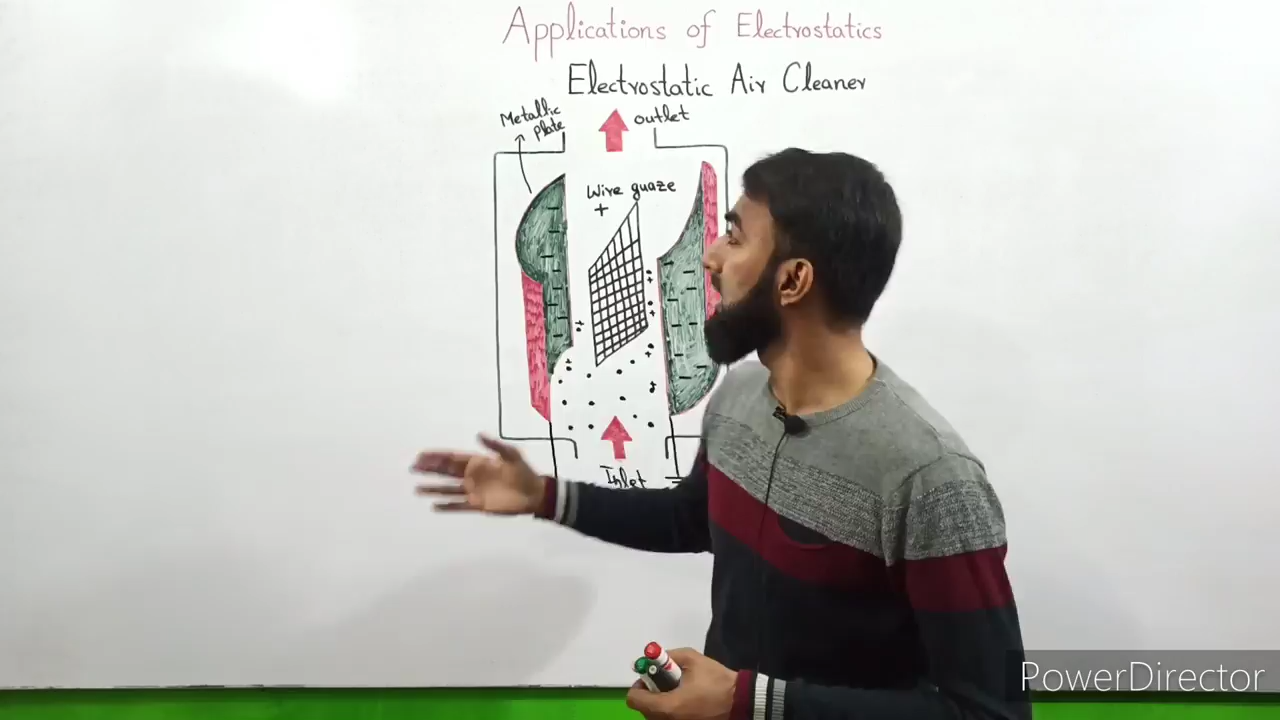 Applications of Electrostatics
Electrostatic Air Cleaner
Metallic
plate
outlet
Wire guaze
+
Inlet
PowerDirector